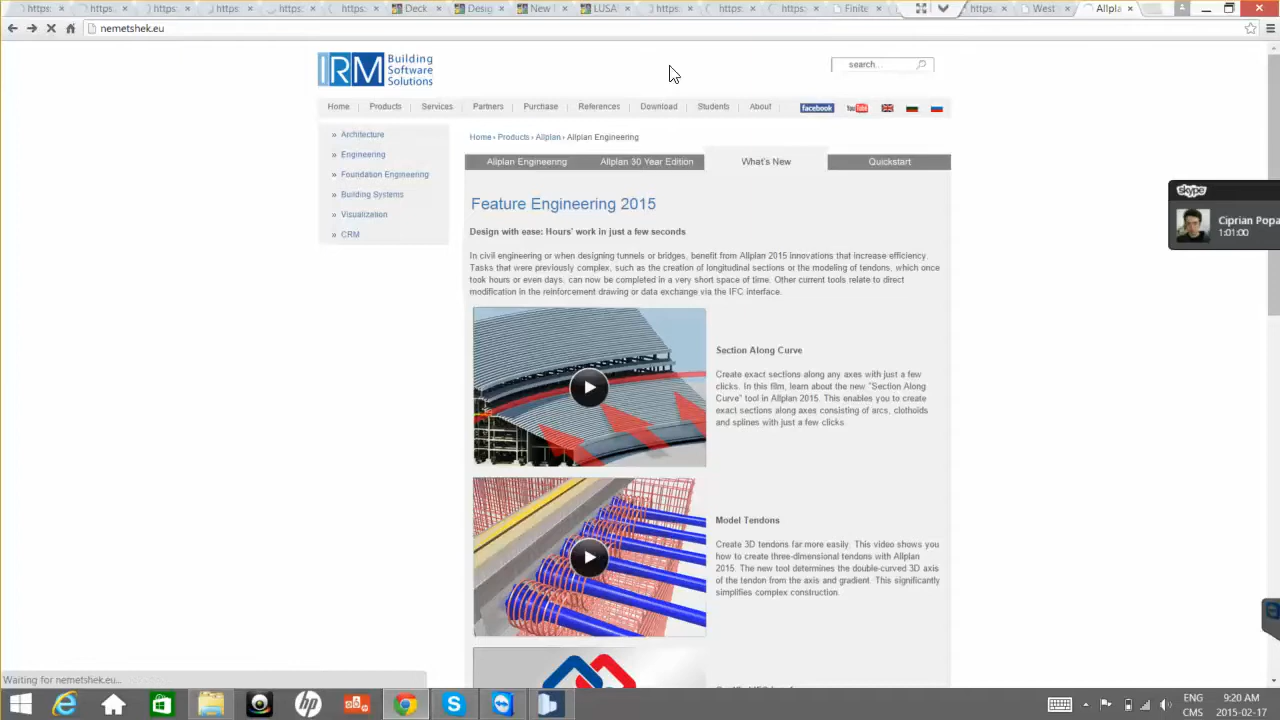 https:
https:
https:
https:
https:
https:
Deck
Desig
New
LUSA
https:
https:
https:
Finite
https:
West
Allpla
nemetshek.eu
IRM Building
Software
Solutions
search...
Home Products Services Partners Purchase References Download Students About facebook YouTube
» Architecture
» Engineering
» Foundation Engineering
» Building Systems
» Visualization
» CRM
Home › Products › Allplan › Allplan Engineering
Allplan Engineering Allplan 30 Year Edition What's New Quickstart
Feature Engineering 2015
Design with ease: Hours' work in just a few seconds
In civil engineering or when designing tunnels or bridges, benefit from Allplan 2015 innovations that increase efficiency.
Tasks that were previously complex, such as the creation of longitudinal sections or the modeling of tendons, which once
took hours or even days, can now be completed in a very short space of time. Other current tools relate to direct
modification in the reinforcement drawing or data exchange via the IFC interface.
Section Along Curve
Create exact sections along any axes with just a few
clicks. In this film, learn about the new "Section Along
Curve" tool in Allplan 2015. This enables you to create
exact sections along axes consisting of arcs, clothoids
and splines with just a few clicks.
Model Tendons
Create 3D tendons far more easily. This video shows you
how to create three-dimensional tendons with Allplan
2015. The new tool determines the double-curved 3D axis
of the tendon from the axis and gradient. This significantly
simplifies complex construction.
skype
Ciprian Popa
1:01:00
Waiting for nemetshek.eu...
hp
ENG
CMS
9:20 AM
2015-02-17